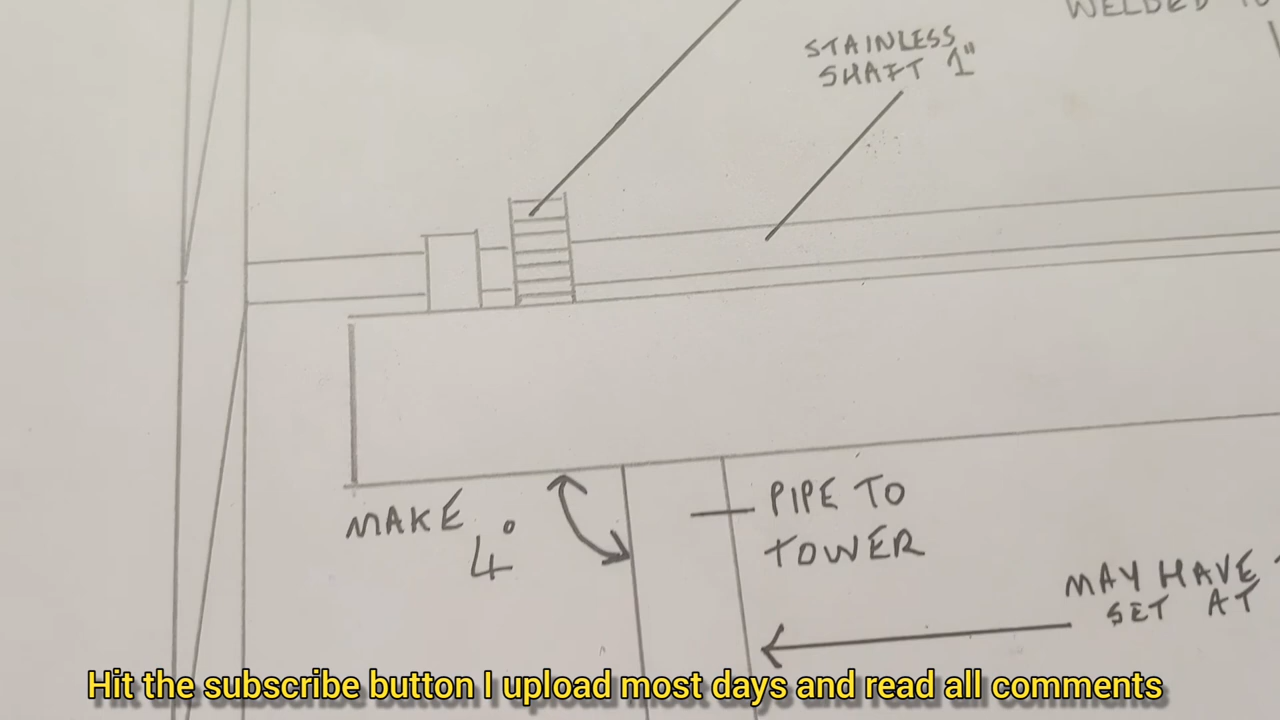 WELDED
STAINLESS
SHAFT 1"
MAKE
4°
PIPE TO
TOWER
MAY HAVE
SET AT
Hit the subscribe button I upload most days and read all comments